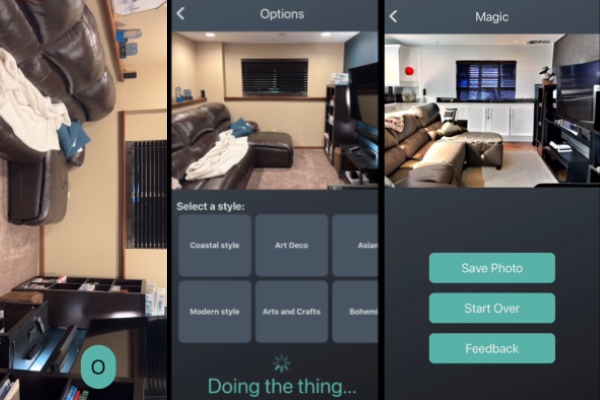 O
Options
Select a style:
Coastal style
Art Deco
Asian
Modern style
Arts and Crafts
Bohemi
Doing the thing...
Magic
Save Photo
Start Over
Feedback